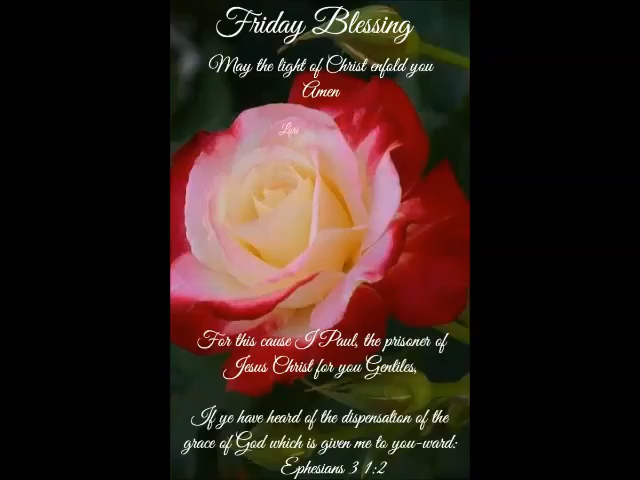 Friday Blessing
May the light of Christ enfold you
Amen
Lori
For this cause I Paul, the prisoner of
Jesus Christ for you Gentiles,
If ye have heard of the dispensation of the
grace of God which is given me to you-ward:
Ephesians 3 1:2